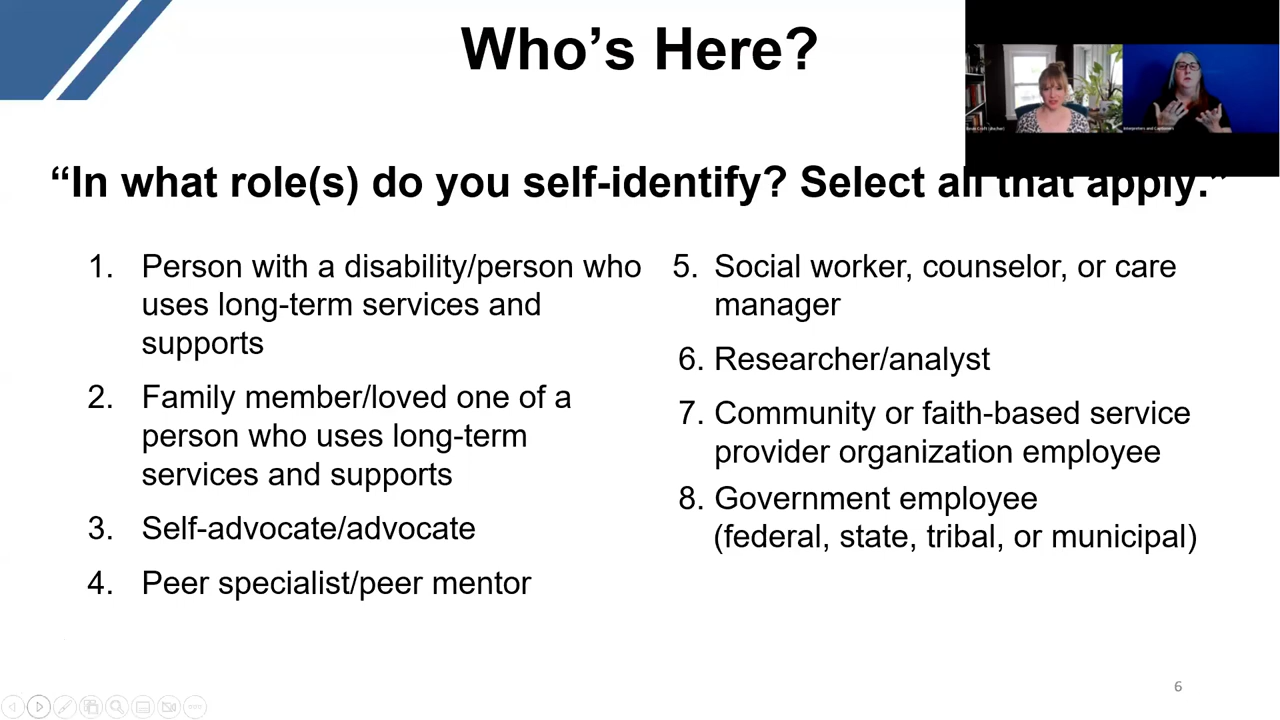 Who's Here?
"In what role(s) do you self-identify? Select all that apply."
1. Person with a disability/person who
uses long-term services and
supports
2. Family member/loved one of a
person who uses long-term
services and supports
3. Self-advocate/advocate
4. Peer specialist/peer mentor
5. Social worker, counselor, or care
manager
6. Researcher/analyst
7. Community or faith-based service
provider organization employee
8. Government employee
(federal, state, tribal, or municipal)
Interpreters and Captioners
6